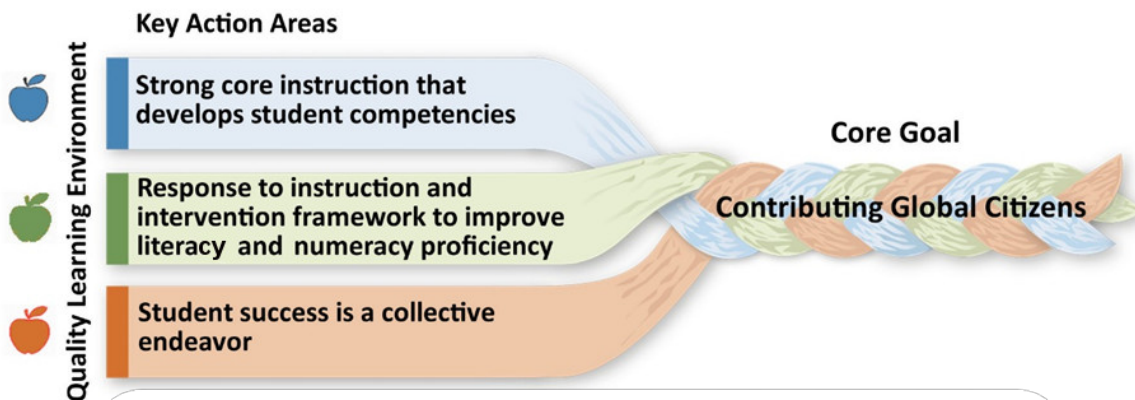 Key Action Areas
Quality Learning Environment
Strong core instruction that
develops student competencies
Response to instruction and
intervention framework to improve
literacy and numeracy proficiency
Student success is a collective
endeavor
Core Goal
Contributing Global Citizens